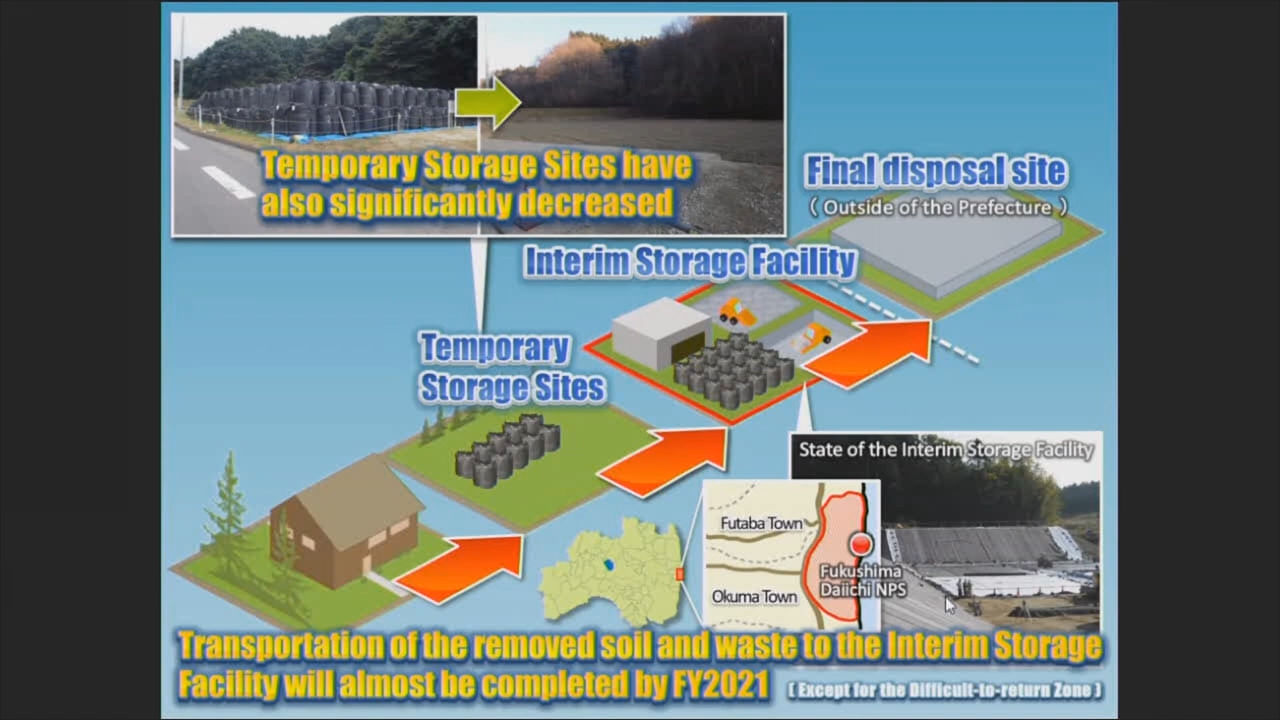 Temporary Storage Sites have
also significantly decreased
Final disposal site
( Outside of the Prefecture )
Interim Storage Facility
Temporary
Storage Sites
State of the Interim Storage Facility
Futaba Town
Fukushima
Daiichi NPS
Okuma Town
Transportation of the removed soil and waste to the Interim Storage
Facility will almost be completed by FY2021 ( Except for the Difficult-to-return Zone )